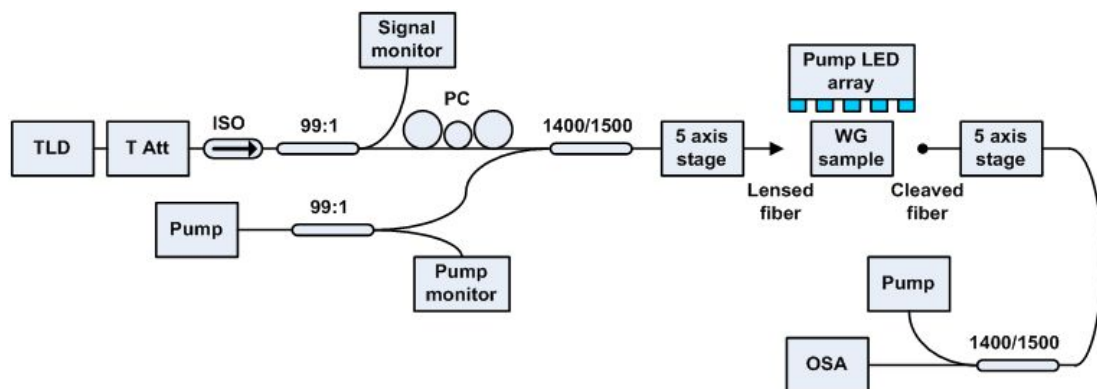 Signal
monitor
Pump LED
array
ISO
99:1
PC
1400/1500
TLD
T Att
5 axis
stage
WG
sample
5 axis
stage
Lensed
fiber
Cleaved
fiber
99:1
Pump
Pump
monitor
Pump
1400/1500
OSA